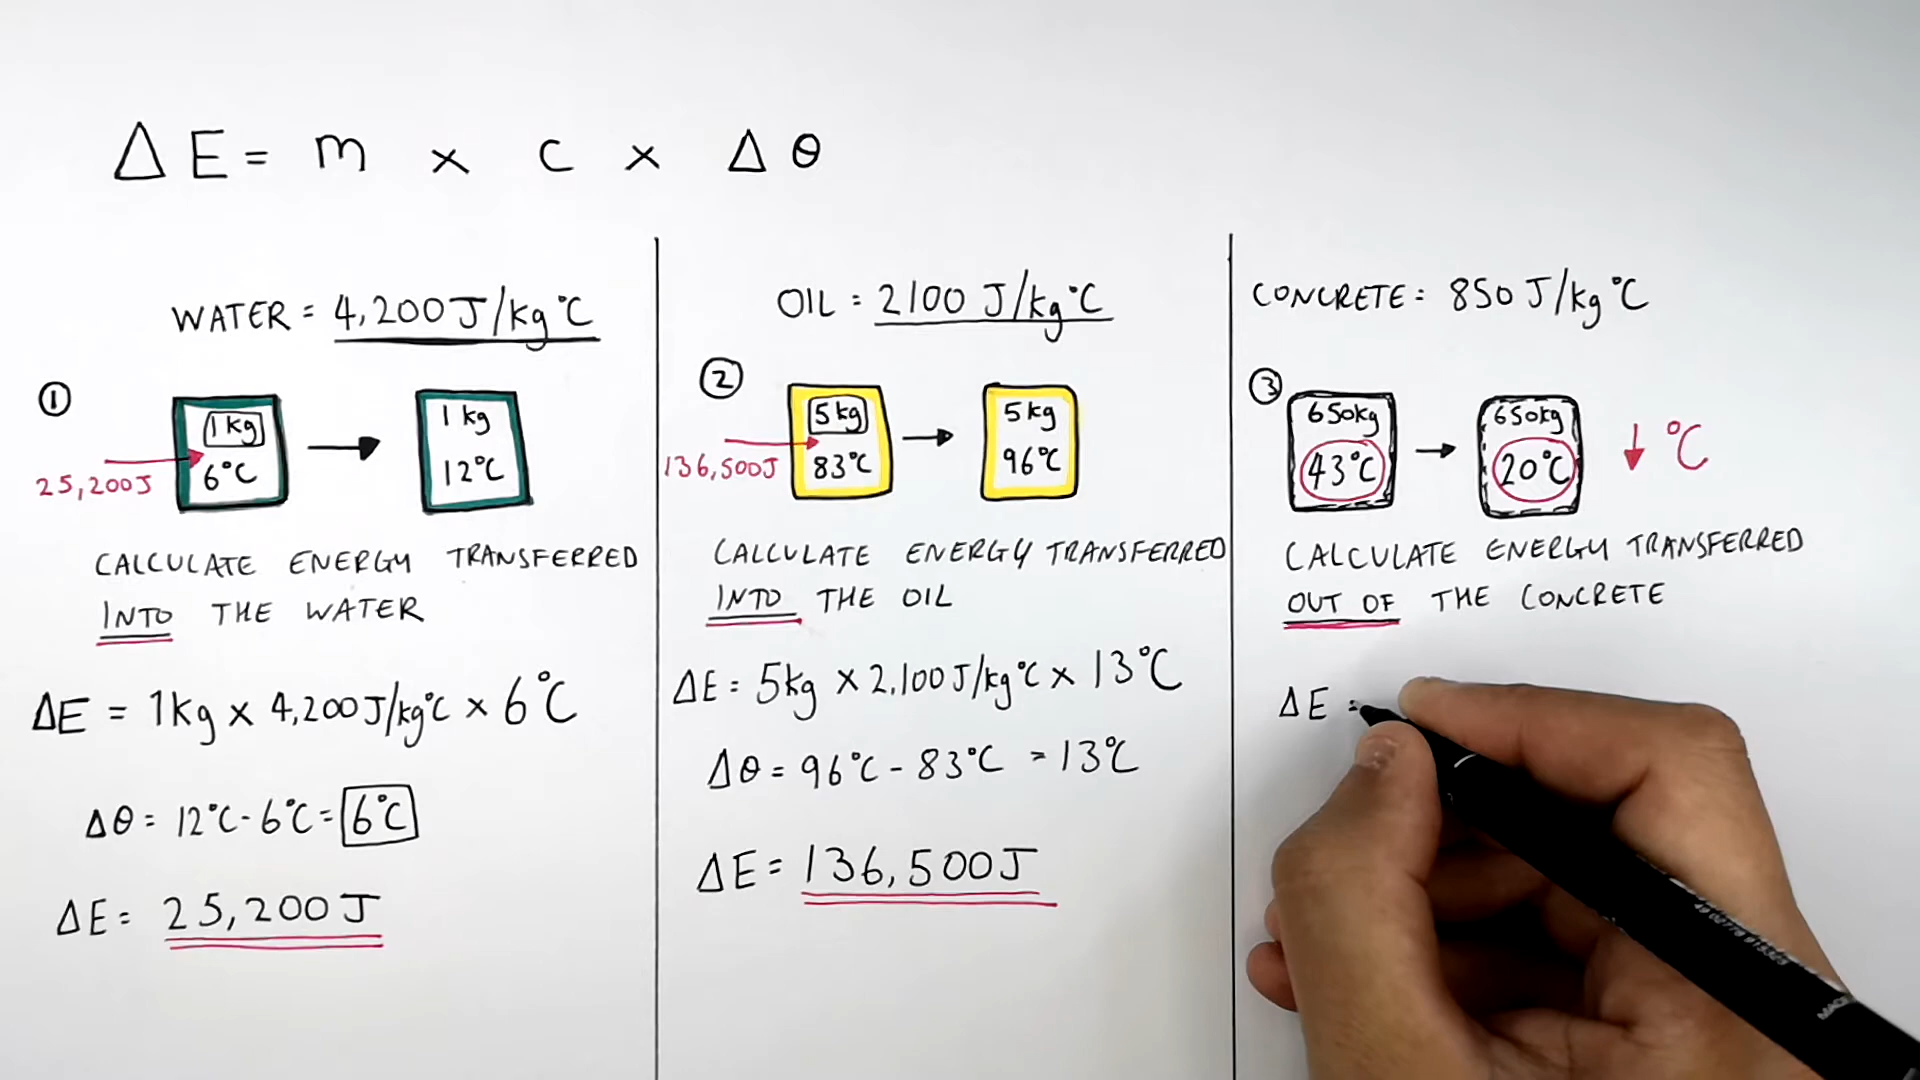 ΔE = m x c x Δθ
WATER = 4,200 J/kg°C
①
1 kg
6°C
25,200J
1 kg
12°C
CALCULATE ENERGY TRANSFERRED
INTO THE WATER
ΔE = 1kg x 4,200 J/kg°C x 6°C
Δθ = 12°C - 6°C = 6°C
ΔE = 25,200 J
OIL = 2100 J/kg°C
②
5 kg
83°C
136,500J
5 kg
96°C
CALCULATE ENERGY TRANSFERRED
INTO THE OIL
ΔE = 5kg x 2,100 J/kg°C x 13°C
Δθ = 96°C - 83°C = 13°C
ΔE = 136,500J
CONCRETE = 850 J/kg°C
③
650kg
43°C
650kg
20°C
↓ °C
CALCULATE ENERGY TRANSFERRED
OUT OF THE CONCRETE
ΔE =